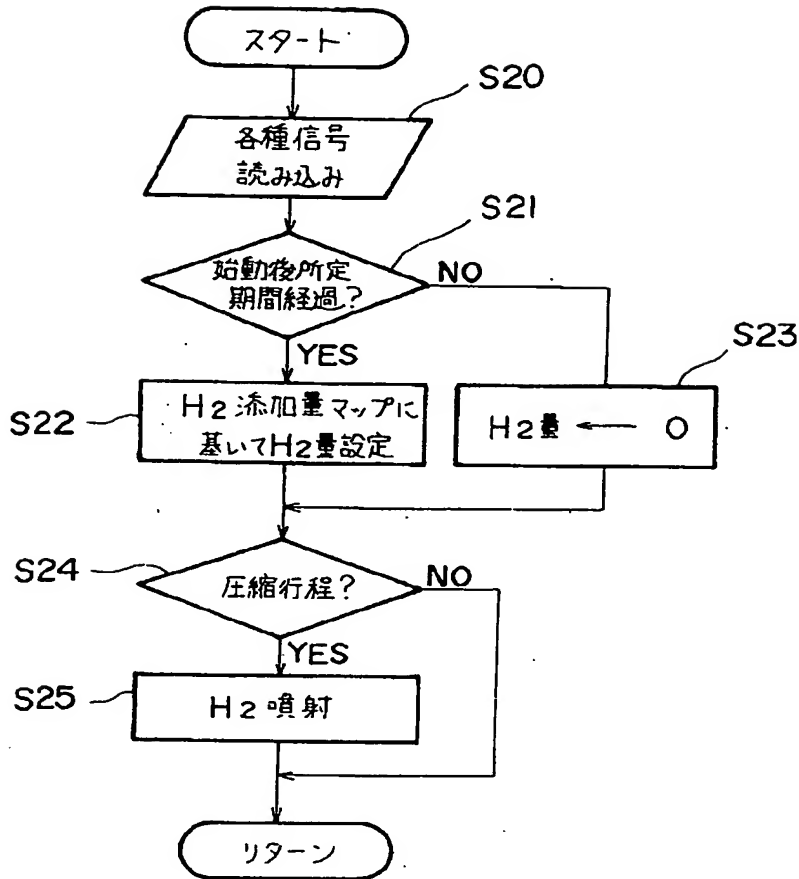 スタート
S20
各種信号
読み込み
S21
始動後所定
期間経過?
NO
YES
S23
S22
H2添加量マップに
基いてH2量設定
H2量 ← 0
S24
圧縮行程?
NO
YES
S25
H2噴射
リターン